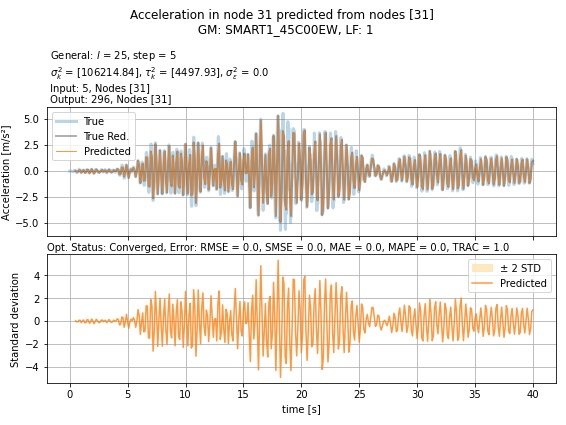 Acceleration in node 31 predicted from nodes [31]
GM: SMART1_45C00EW, LF: 1
General: l = 25, step = 5
σ²ₖ = [106214.84], τ²ₖ = [4497.93], σ²ε = 0.0
Input: 5, Nodes [31]
Output: 296, Nodes [31]
Acceleration [m/s²]
5.0
2.5
0.0
−2.5
−5.0
True
True Red.
Predicted
Opt. Status: Converged, Error: RMSE = 0.0, SMSE = 0.0, MAE = 0.0, MAPE = 0.0, TRAC = 1.0
Standard deviation
4
2
0
−2
−4
± 2 STD
Predicted
0 5 10 15 20 25 30 35 40
time [s]